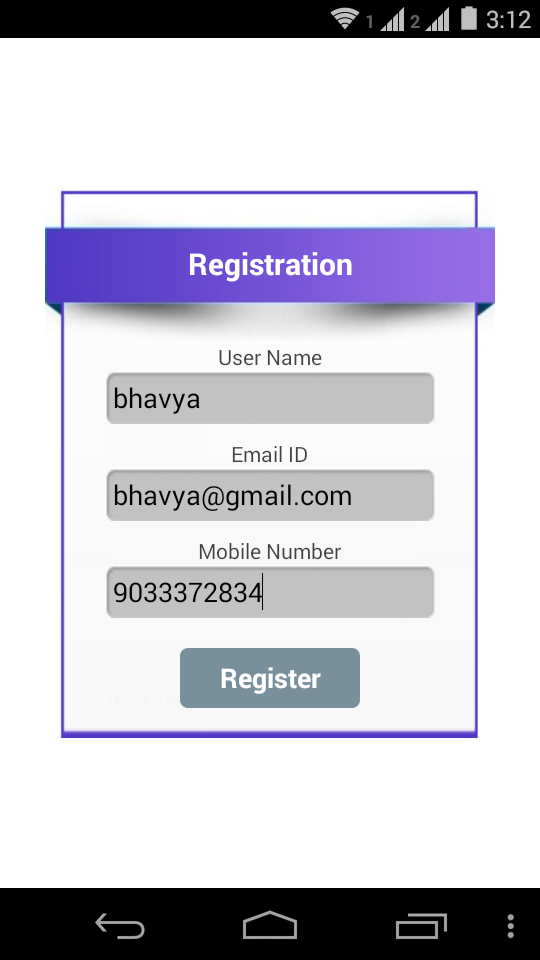 1 2 3:12
Registration
User Name
bhavya
Email ID
bhavya@gmail.com
Mobile Number
9033372834
Register